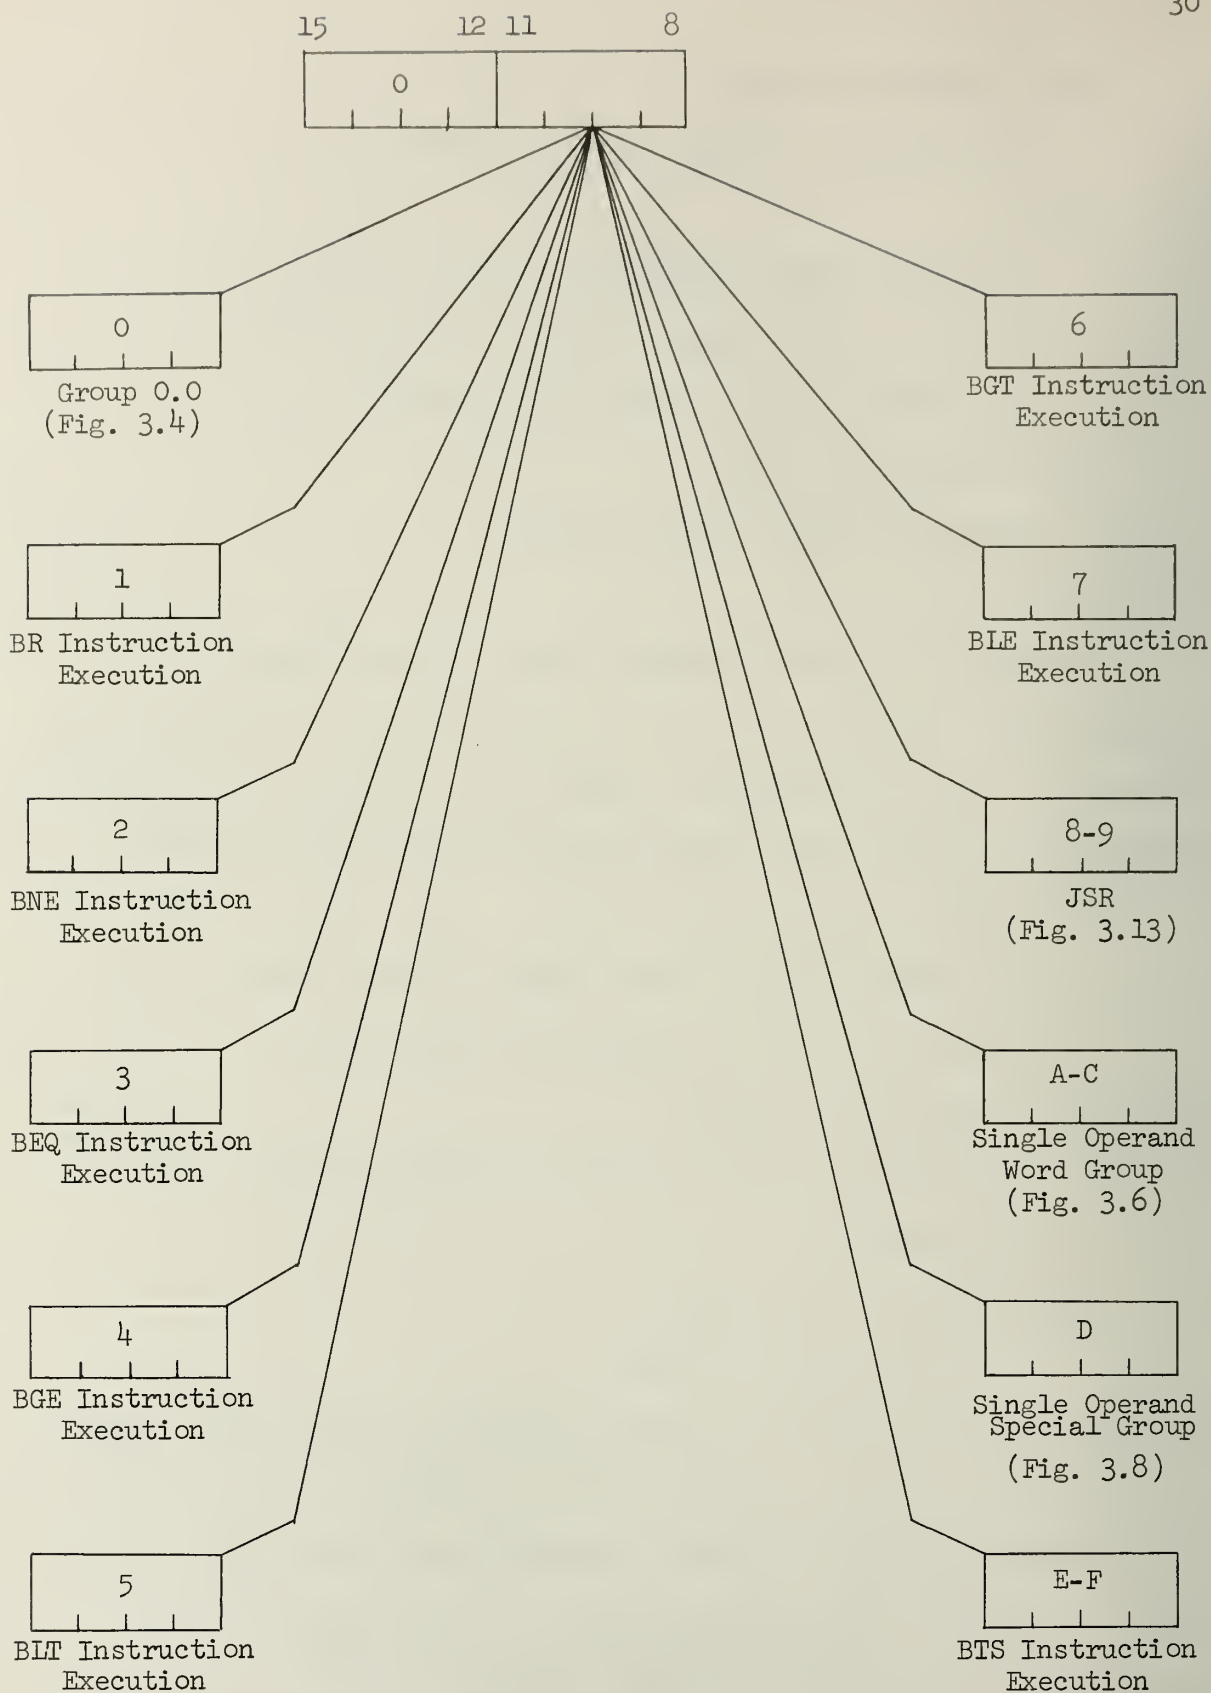 30
15 12 11 8
0
0
Group 0.0
(Fig. 3.4)
1
BR Instruction
Execution
2
BNE Instruction
Execution
3
BEQ Instruction
Execution
4
BGE Instruction
Execution
5
BLT Instruction
Execution
6
BGT Instruction
Execution
7
BLE Instruction
Execution
8-9
JSR
(Fig. 3.13)
A-C
Single Operand
Word Group
(Fig. 3.6)
D
Single Operand
Special Group
(Fig. 3.8)
E-F
BTS Instruction
Execution